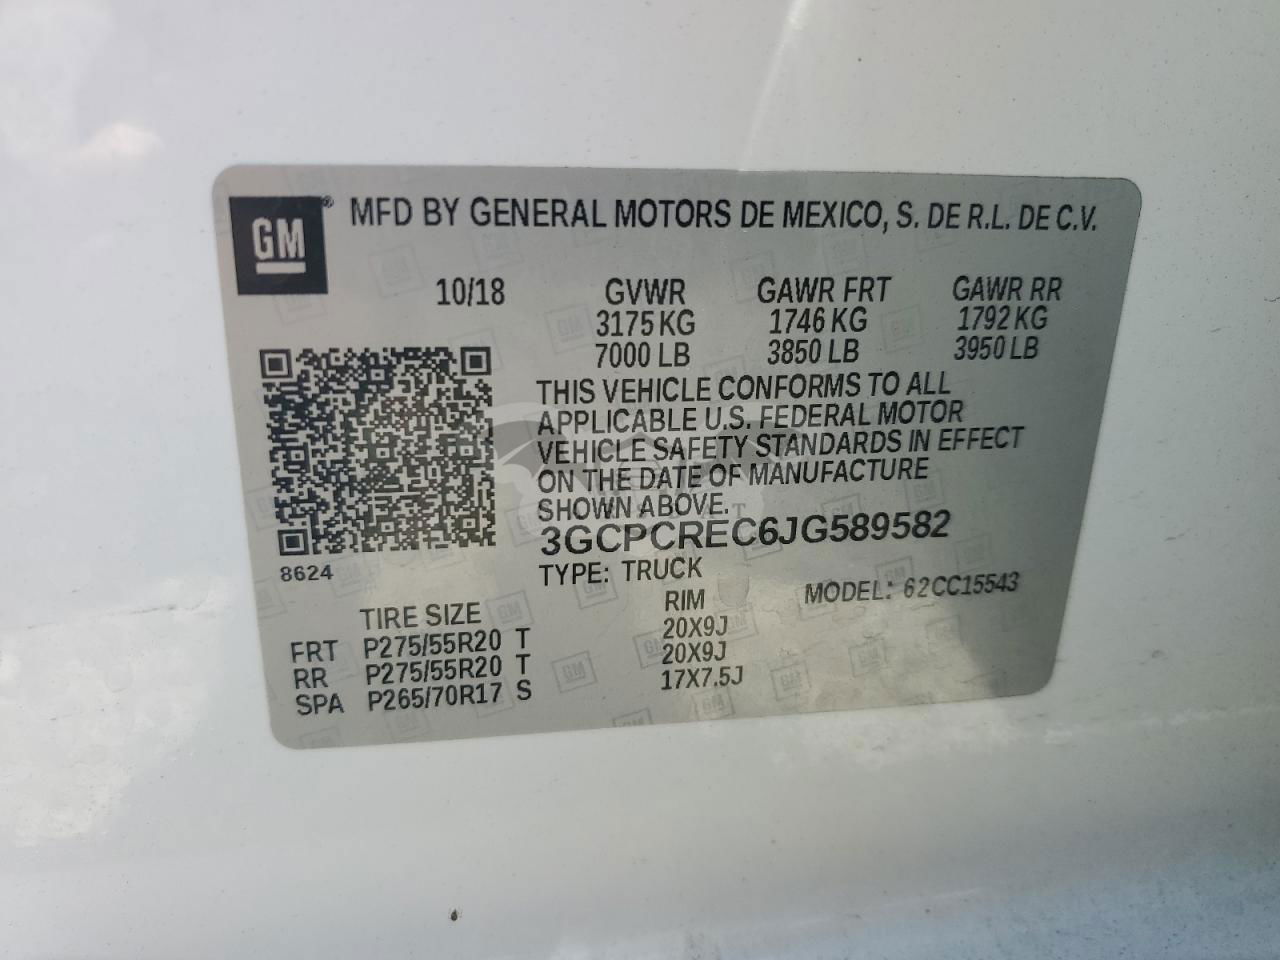 GM ® MFD BY GENERAL MOTORS DE MEXICO, S. DE R.L. DE C.V.
10/18 GVWR GAWR FRT GAWR RR
3175 KG 1746 KG 1792 KG
7000 LB 3850 LB 3950 LB
THIS VEHICLE CONFORMS TO ALL
APPLICABLE U.S. FEDERAL MOTOR
VEHICLE SAFETY STANDARDS IN EFFECT
ON THE DATE OF MANUFACTURE
SHOWN ABOVE.
3GCPCREC6JG589582
8624
TYPE: TRUCK MODEL: 62CC15543
TIRE SIZE RIM
FRT P275/55R20 T 20X9J
RR P275/55R20 T 20X9J
SPA P265/70R17 S 17X7.5J